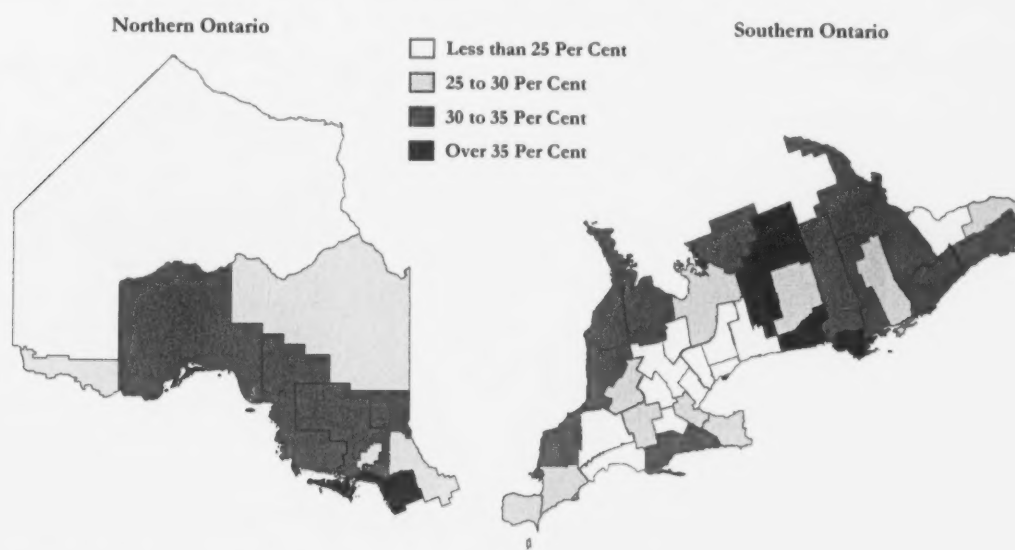 Northern Ontario
Less than 25 Per Cent
25 to 30 Per Cent
30 to 35 Per Cent
Over 35 Per Cent
Southern Ontario